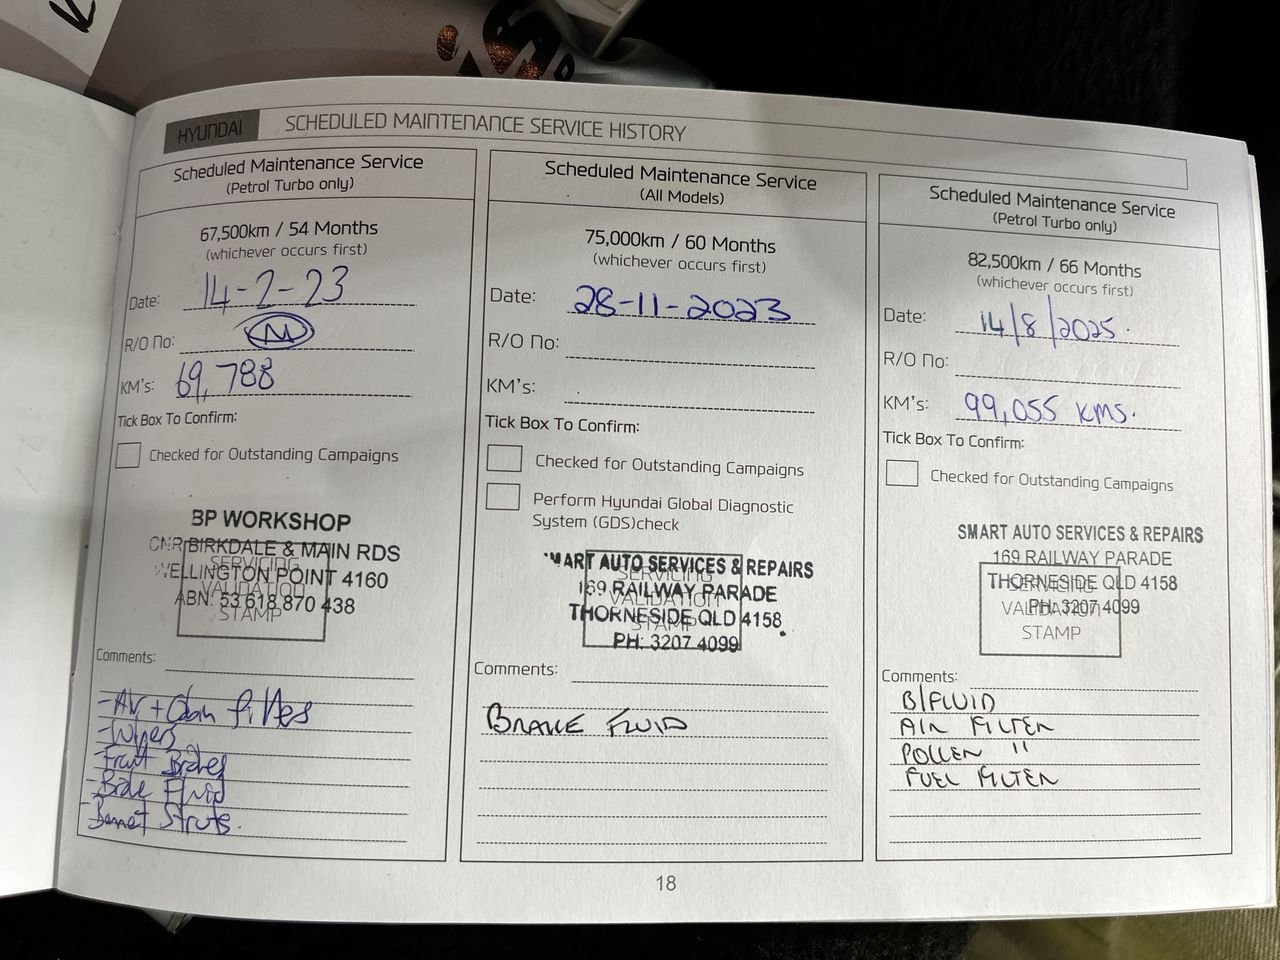 HYUNDAI
SCHEDULED MAINTENANCE SERVICE HISTORY
Scheduled Maintenance Service
(Petrol Turbo only)
67,500km / 54 Months
(whichever occurs first)
Date: 14-2-23
R/O No:
KM's: 69,788
Tick Box To Confirm:
Checked for Outstanding Campaigns
BP WORKSHOP
CNR BIRKDALE & MAIN RDS
WELLINGTON POINT 4160
ABN: 53 618 870 438
SERVICING
VALIDATION
STAMP
Comments:
- Air + Cabin filters
- Wipers
- Front Brakes
- Brake Fluid
- Bonnet Struts.
Scheduled Maintenance Service
(All Models)
75,000km / 60 Months
(whichever occurs first)
Date: 28-11-2023
R/O No:
KM's:
Tick Box To Confirm:
Checked for Outstanding Campaigns
Perform Hyundai Global Diagnostic
System (GDS)check
MART AUTO SERVICES & REPAIRS
169 RAILWAY PARADE
THORNESIDE QLD 4158
PH: 3207 4099
SERVICING
VALIDATION
STAMP
Comments:
BRAKE FLUID
Scheduled Maintenance Service
(Petrol Turbo only)
82,500km / 66 Months
(whichever occurs first)
Date: 14/8/2025.
R/O No:
KM's: 99,055 KMS.
Tick Box To Confirm:
Checked for Outstanding Campaigns
SMART AUTO SERVICES & REPAIRS
169 RAILWAY PARADE
THORNESIDE QLD 4158
PH: 3207 4099
SERVICING
VALIDATION
STAMP
Comments:
B/FLUID
AIR FILTER
POLLEN "
FUEL FILTER
18